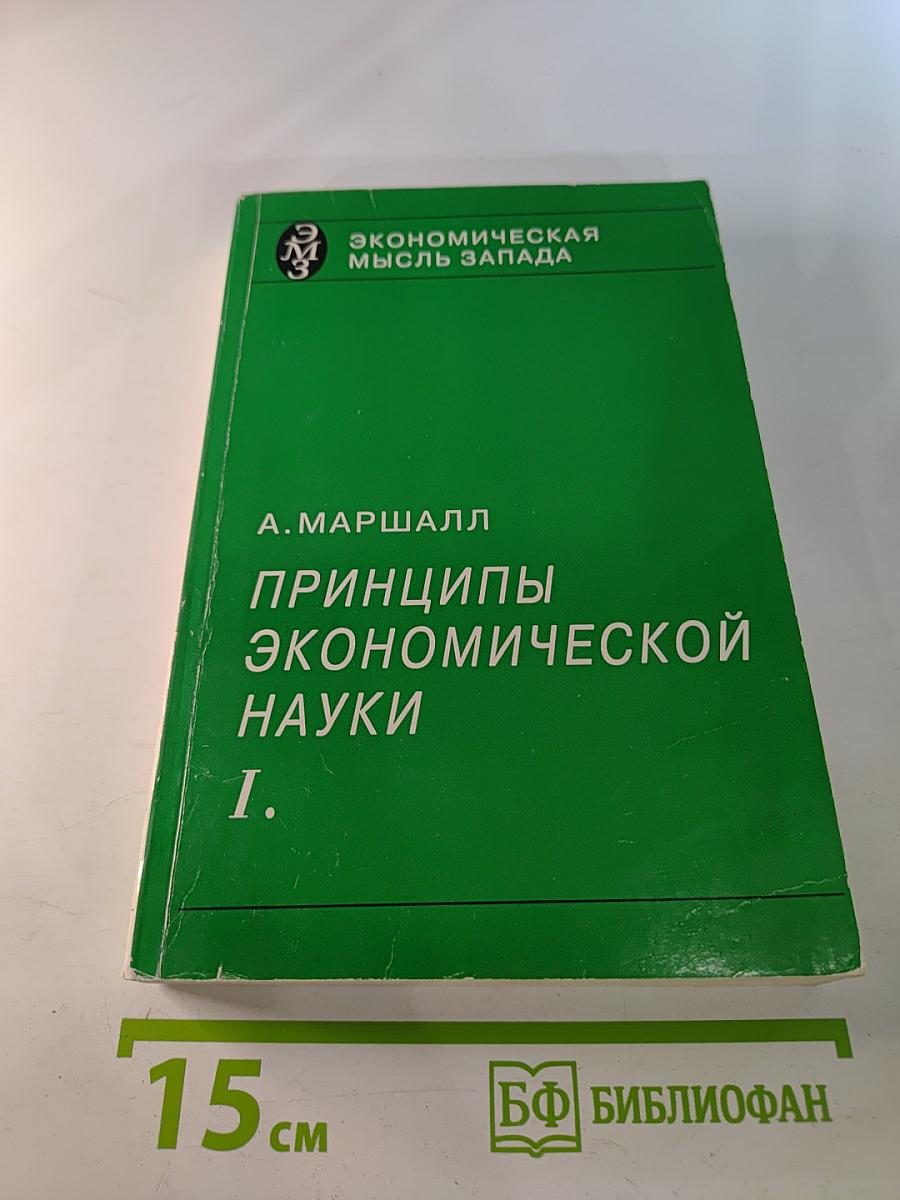 ЭМЗ
ЭКОНОМИЧЕСКАЯ
МЫСЛЬ ЗАПАДА
А. МАРШАЛЛ
ПРИНЦИПЫ
ЭКОНОМИЧЕСКОЙ
НАУКИ
I.
15 см
БФ БИБЛИОФАН